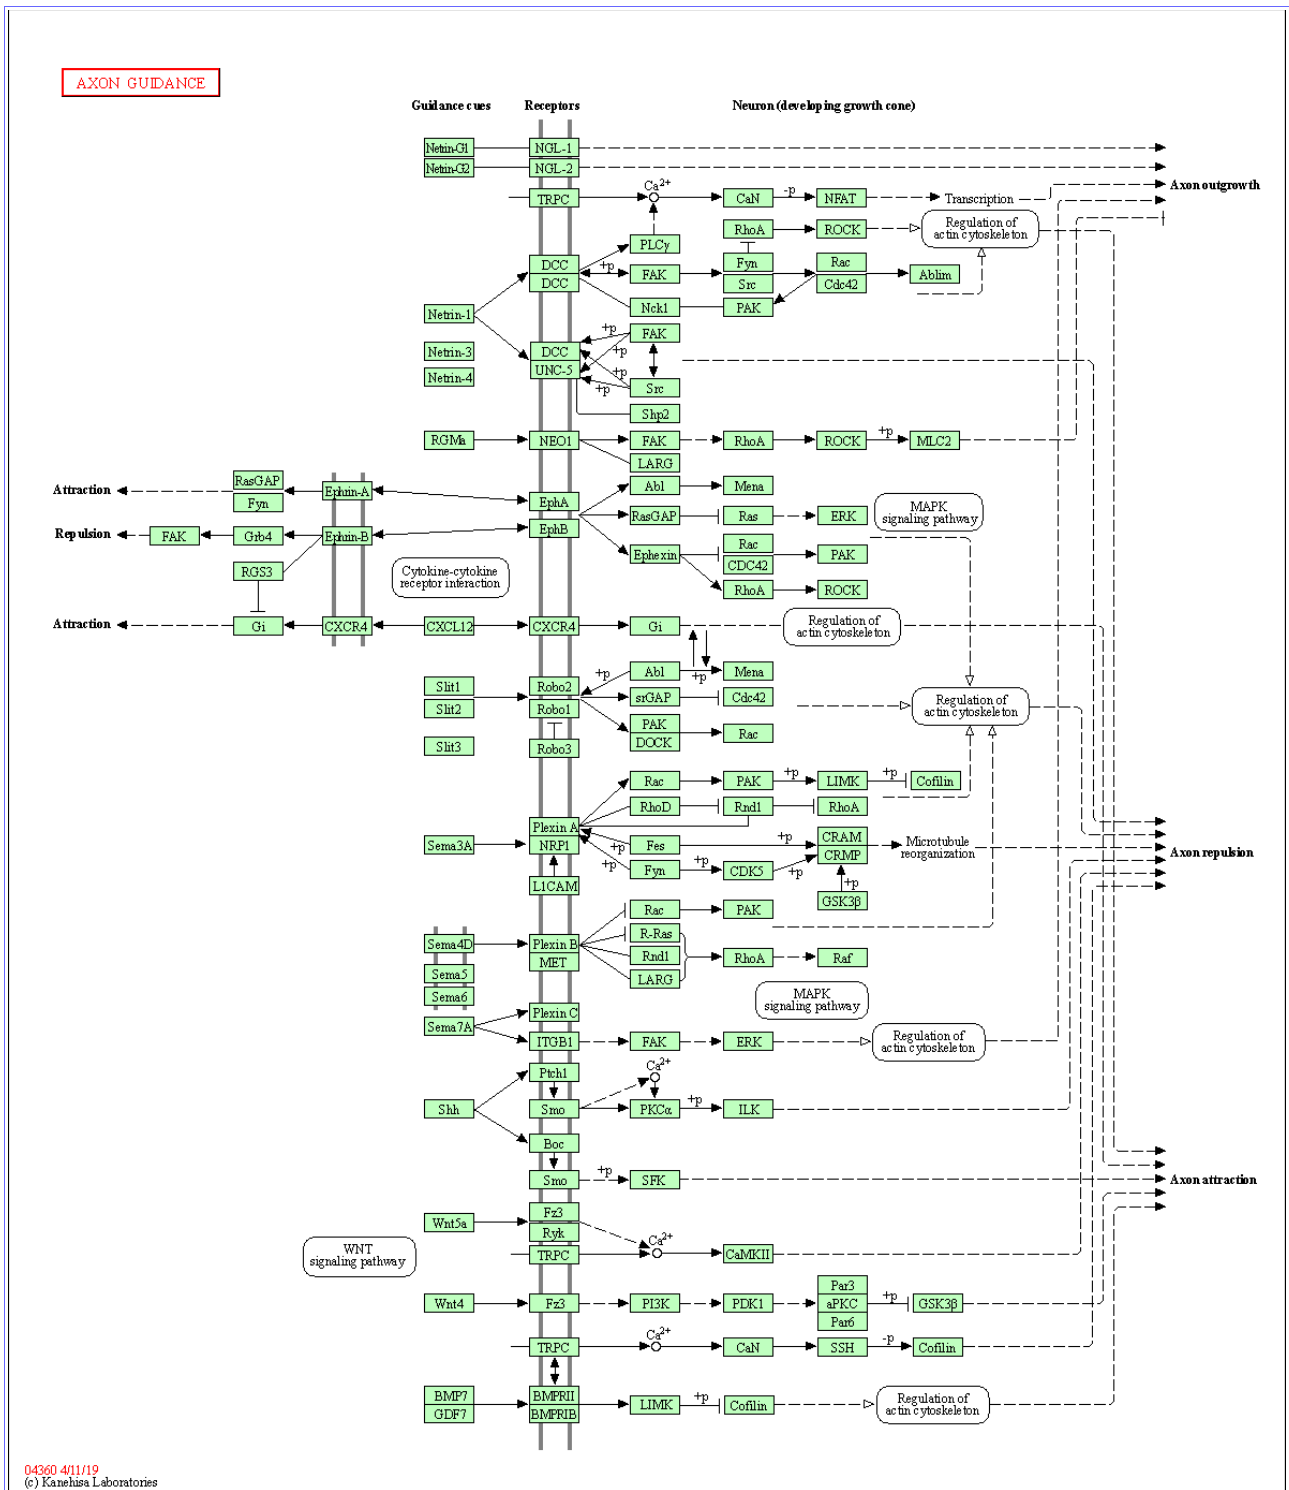 AXON GUIDANCE
Guidance cues Receptors Neuron (developing growth cone)
Netrin-G1 NGL-1
Netrin-G2 NGL-2
Axon outgrowth
TRPC Ca2+ CaN -p NFAT Transcription
RhoA ROCK Regulation of
actin cytoskeleton
PLCγ
DCC +p FAK Fyn Rac Ablim
DCC Src Cdc42
Nck1 PAK
Netrin-1
+p FAK
Netrin-3 DCC +p
UNC-5 +p
Netrin-4 +p Src
Shp2
RGMa NEO1 FAK RhoA ROCK +p MLC2
LARG
Attraction RasGAP Ephrin-A EphA Abl Mena
Fyn
RasGAP Ras ERK MAPK
signaling pathway
Repulsion FAK Grb4 Ephrin-B EphB
Ephexin Rac PAK
CDC42
RGS3 Cytokine-cytokine
receptor interaction
RhoA ROCK
Attraction Gi CXCR4 CXCL12 CXCR4 Gi Regulation of
actin cytoskeleton
+p Abl +p Mena
Slit1 Robo2 srGAP Cdc42
Slit2 Robo1 Regulation of
actin cytoskeleton
PAK
DOCK Rac
Slit3 Robo3
Rac PAK +p LIMK +p Cofilin
RhoD Rnd1 RhoA
Plexin A
Sema3A NRP1 +p Fes +p CRAM Microtubule
reorganization
CRMP
Axon repulsion
+p Fyn +p CDK5 +p
L1CAM +p
GSK3β
Rac PAK
R-Ras
Sema4D Plexin B
MET Rnd1 RhoA Raf
Sema5 LARG
Sema6 MAPK
signaling pathway
Plexin C
Sema7A
ITGB1 FAK ERK Regulation of
actin cytoskeleton
Ptch1 Ca2+
Shh Smo PKCα +p ILK
Boc
Smo +p SFK Axon attraction
Fz3
Wnt5a Ryk Ca2+
WNT
signaling pathway
TRPC CaMKII
Par3
Wnt4 Fz3 PI3K PDK1 aPKC +p GSK3β
Par6
TRPC Ca2+ CaN SSH -p Cofilin
BMP7 BMPRII LIMK +p Cofilin Regulation of
actin cytoskeleton
GDF7 BMPRIB
04360 4/11/19
(c) Kanehisa Laboratories